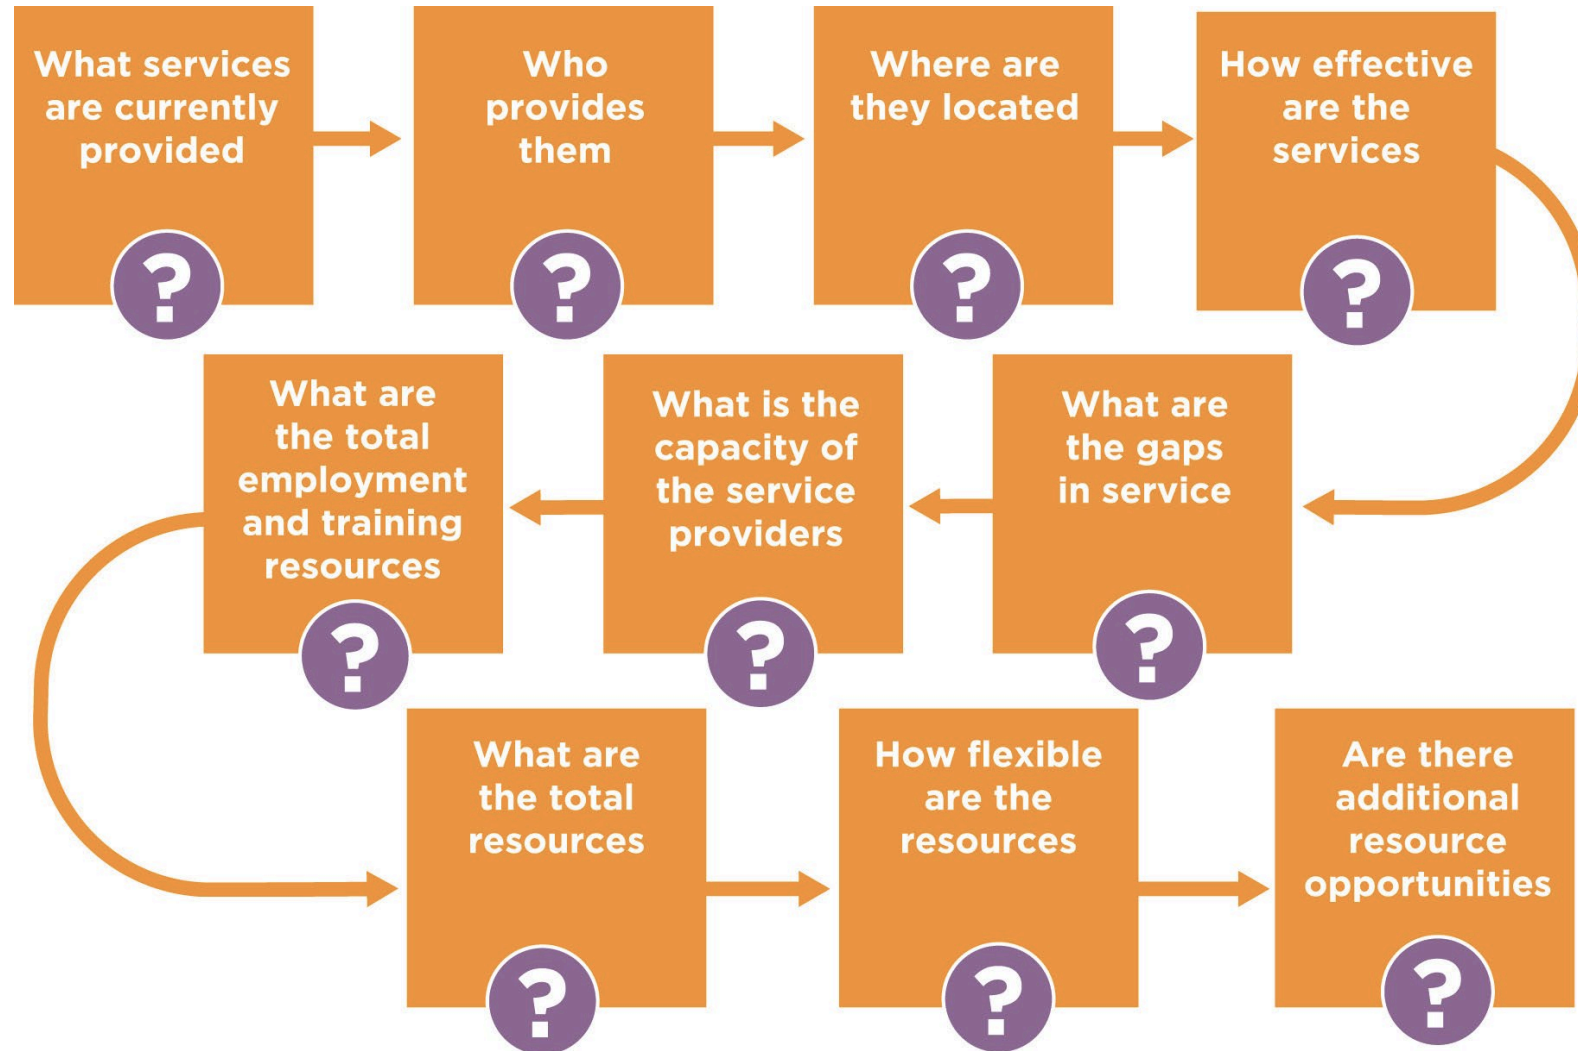 What services
are currently
provided
?
Who
provides
them
?
Where are
they located
?
How effective
are the
services
?
What are
the gaps
in service
?
What is the
capacity of
the service
providers
?
What are
the total
employment
and training
resources
?
What are
the total
resources
?
How flexible
are the
resources
?
Are there
additional
resource
opportunities
?